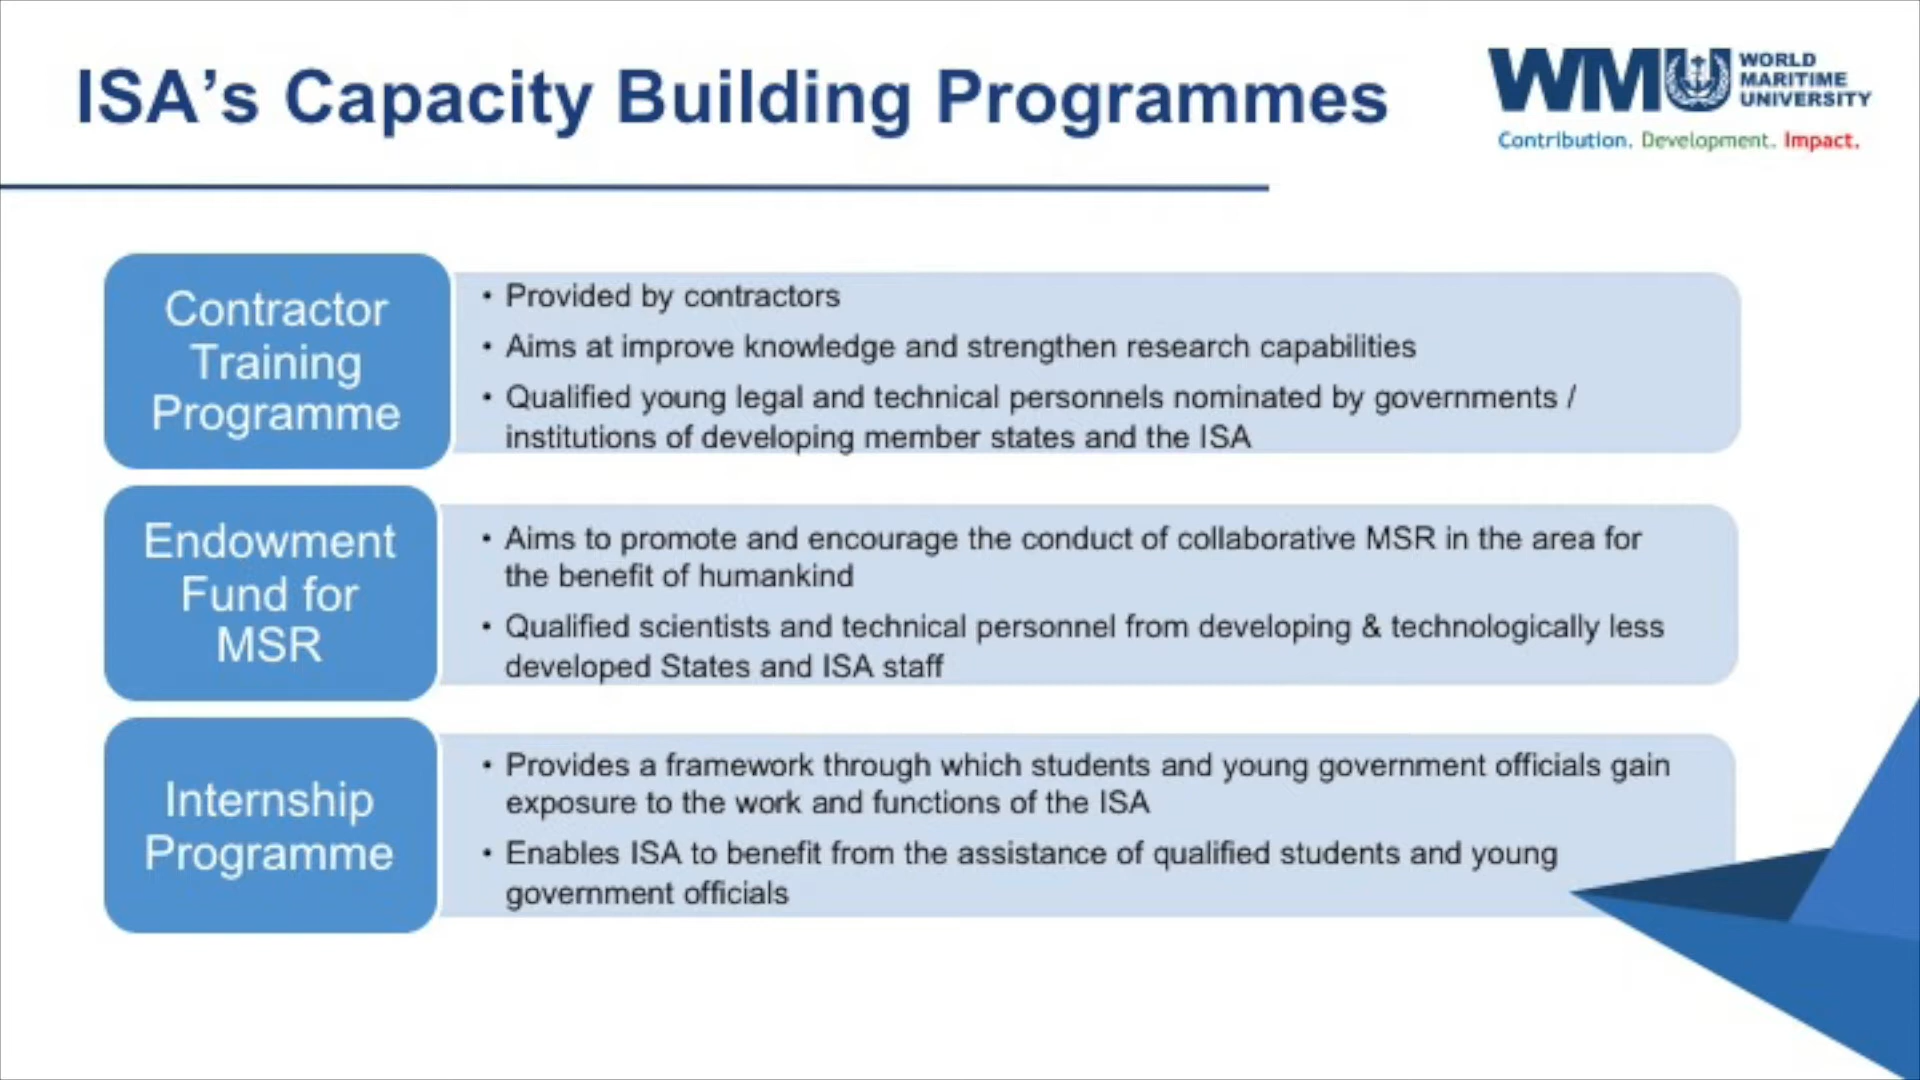 ISA's Capacity Building Programmes
WMU WORLD
MARITIME
UNIVERSITY
Contribution. Development. Impact.
Contractor
Training
Programme
• Provided by contractors
• Aims at improve knowledge and strengthen research capabilities
• Qualified young legal and technical personnels nominated by governments /
institutions of developing member states and the ISA
Endowment
Fund for
MSR
• Aims to promote and encourage the conduct of collaborative MSR in the area for
the benefit of humankind
• Qualified scientists and technical personnel from developing & technologically less
developed States and ISA staff
Internship
Programme
• Provides a framework through which students and young government officials gain
exposure to the work and functions of the ISA
• Enables ISA to benefit from the assistance of qualified students and young
government officials